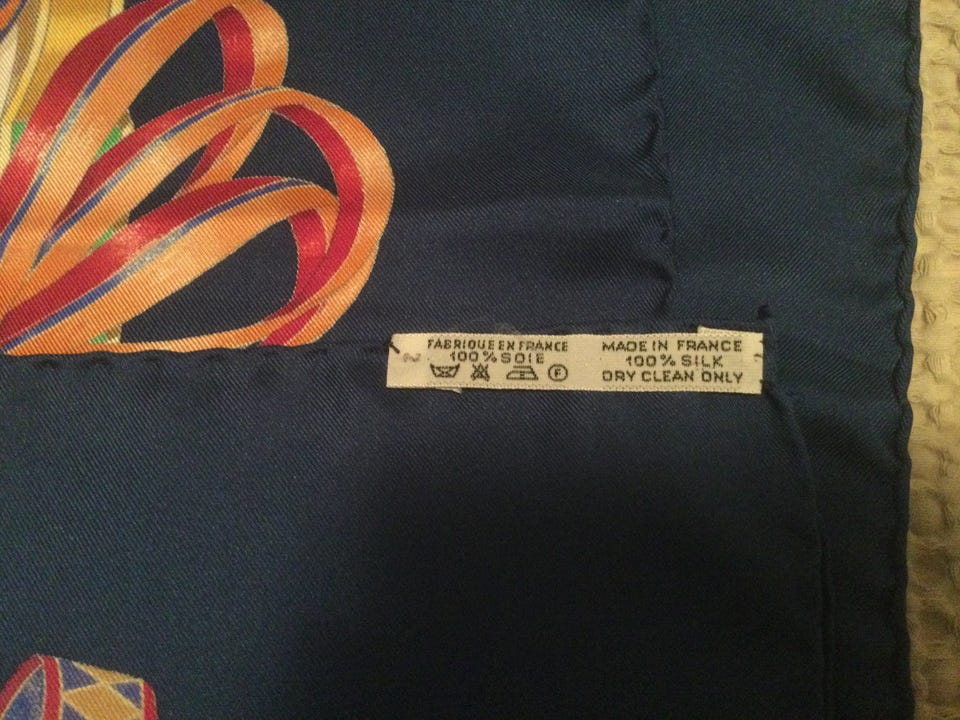 FABRIQUE EN FRANCE
100% SOIE
F
MADE IN FRANCE
100% SILK
DRY CLEAN ONLY